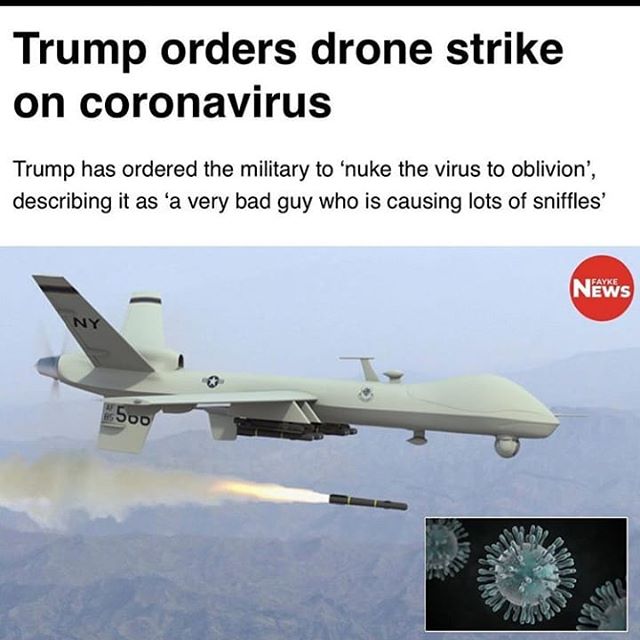 Trump orders drone strike
on coronavirus
Trump has ordered the military to ‘nuke the virus to oblivion’,
describing it as ‘a very bad guy who is causing lots of sniffles’
FAYKE
NEWS
NY
566